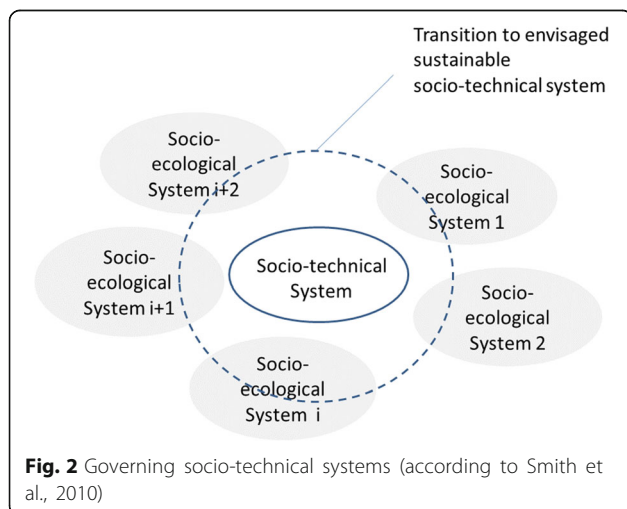 Transition to envisaged
sustainable
socio-technical system
Socio-
ecological
System i+2
Socio-
ecological
System 1
Socio-
ecological
System i+1
Socio-technical
System
Socio-
ecological
System 2
Socio-
ecological
System i
Fig. 2 Governing socio-technical systems (according to Smith et
al., 2010)